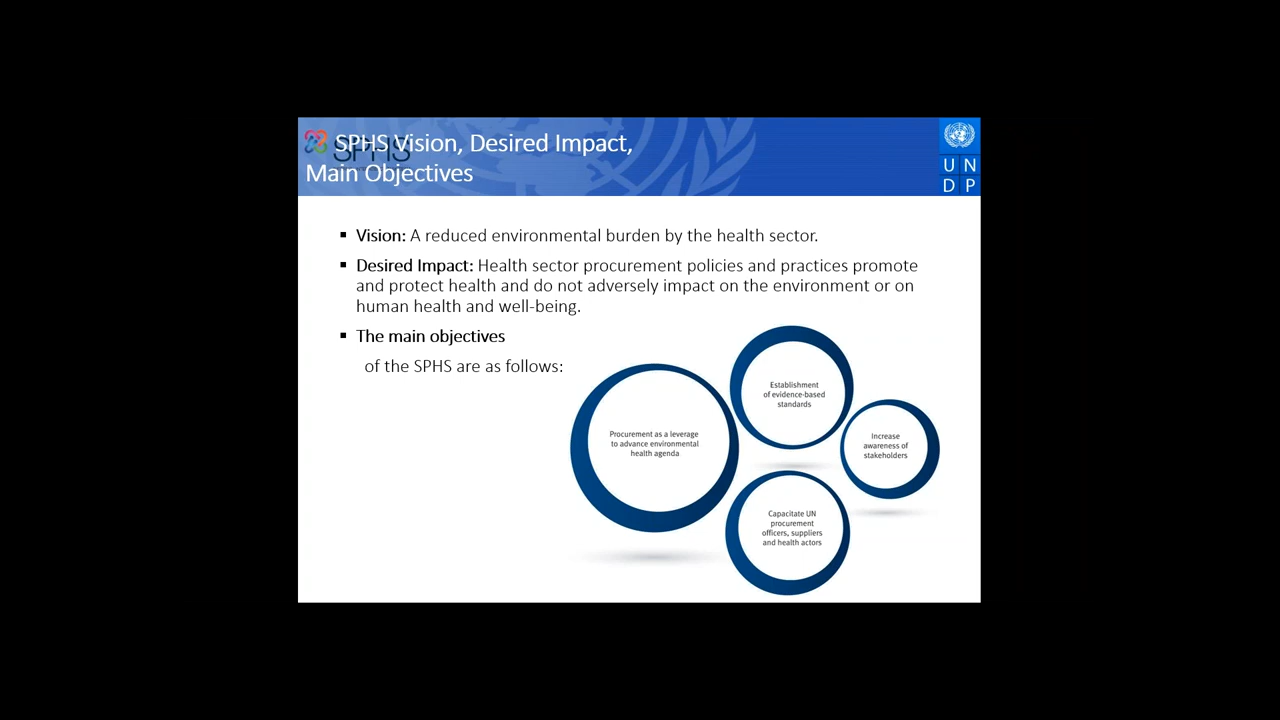 SPHS
SPHS Vision, Desired Impact,
Main Objectives
U N
D P
▪ Vision: A reduced environmental burden by the health sector.
▪ Desired Impact: Health sector procurement policies and practices promote
and protect health and do not adversely impact on the environment or on
human health and well-being.
▪ The main objectives
of the SPHS are as follows:
Procurement as a leverage
to advance environmental
health agenda
Establishment
of evidence-based
standards
Increase
awareness of
stakeholders
Capacitate UN
procurement
officers, suppliers
and health actors